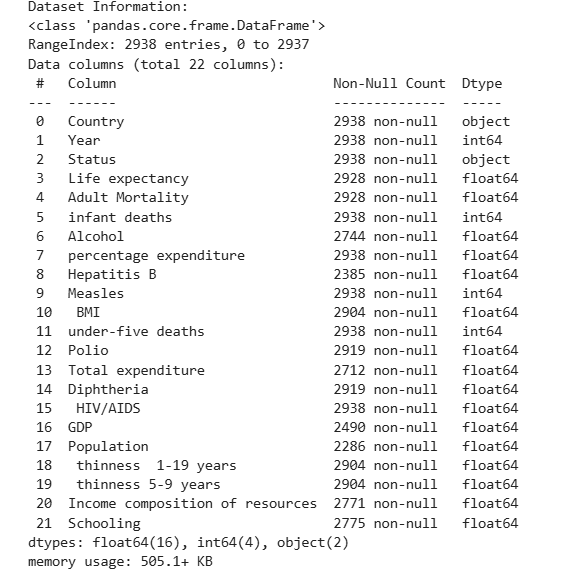 Dataset Information:
<class 'pandas.core.frame.DataFrame'>
RangeIndex: 2938 entries, 0 to 2937
Data columns (total 22 columns):
 #   Column                           Non-Null Count  Dtype
---  ------                           --------------  -----
 0   Country                          2938 non-null   object
 1   Year                             2938 non-null   int64
 2   Status                           2938 non-null   object
 3   Life expectancy                  2928 non-null   float64
 4   Adult Mortality                  2928 non-null   float64
 5   infant deaths                    2938 non-null   int64
 6   Alcohol                          2744 non-null   float64
 7   percentage expenditure           2938 non-null   float64
 8   Hepatitis B                      2385 non-null   float64
 9   Measles                          2938 non-null   int64
 10   BMI                             2904 non-null   float64
 11  under-five deaths                2938 non-null   int64
 12  Polio                            2919 non-null   float64
 13  Total expenditure                2712 non-null   float64
 14  Diphtheria                       2919 non-null   float64
 15   HIV/AIDS                        2938 non-null   float64
 16  GDP                              2490 non-null   float64
 17  Population                       2286 non-null   float64
 18   thinness  1-19 years            2904 non-null   float64
 19   thinness 5-9 years              2904 non-null   float64
 20  Income composition of resources  2771 non-null   float64
 21  Schooling                        2775 non-null   float64
dtypes: float64(16), int64(4), object(2)
memory usage: 505.1+ KB